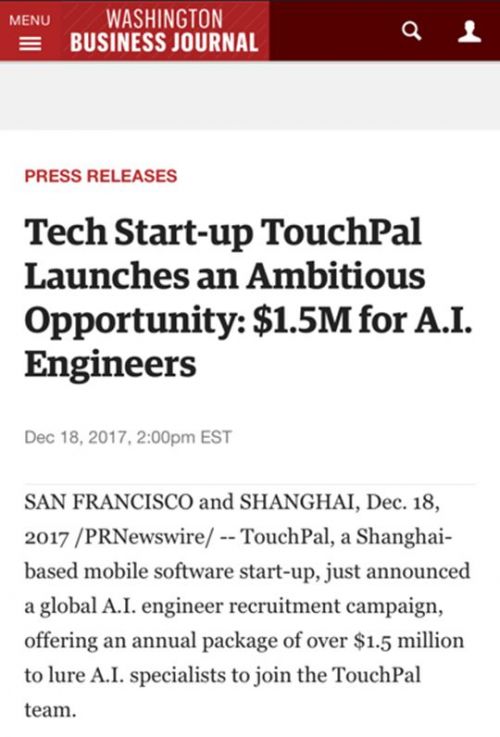 MENU
WASHINGTON
BUSINESS JOURNAL
PRESS RELEASES
Tech Start-up TouchPal
Launches an Ambitious
Opportunity: $1.5M for A.I.
Engineers
Dec 18, 2017, 2:00pm EST
SAN FRANCISCO and SHANGHAI, Dec. 18,
2017 /PRNewswire/ -- TouchPal, a Shanghai-
based mobile software start-up, just announced
a global A.I. engineer recruitment campaign,
offering an annual package of over $1.5 million
to lure A.I. specialists to join the TouchPal
team.